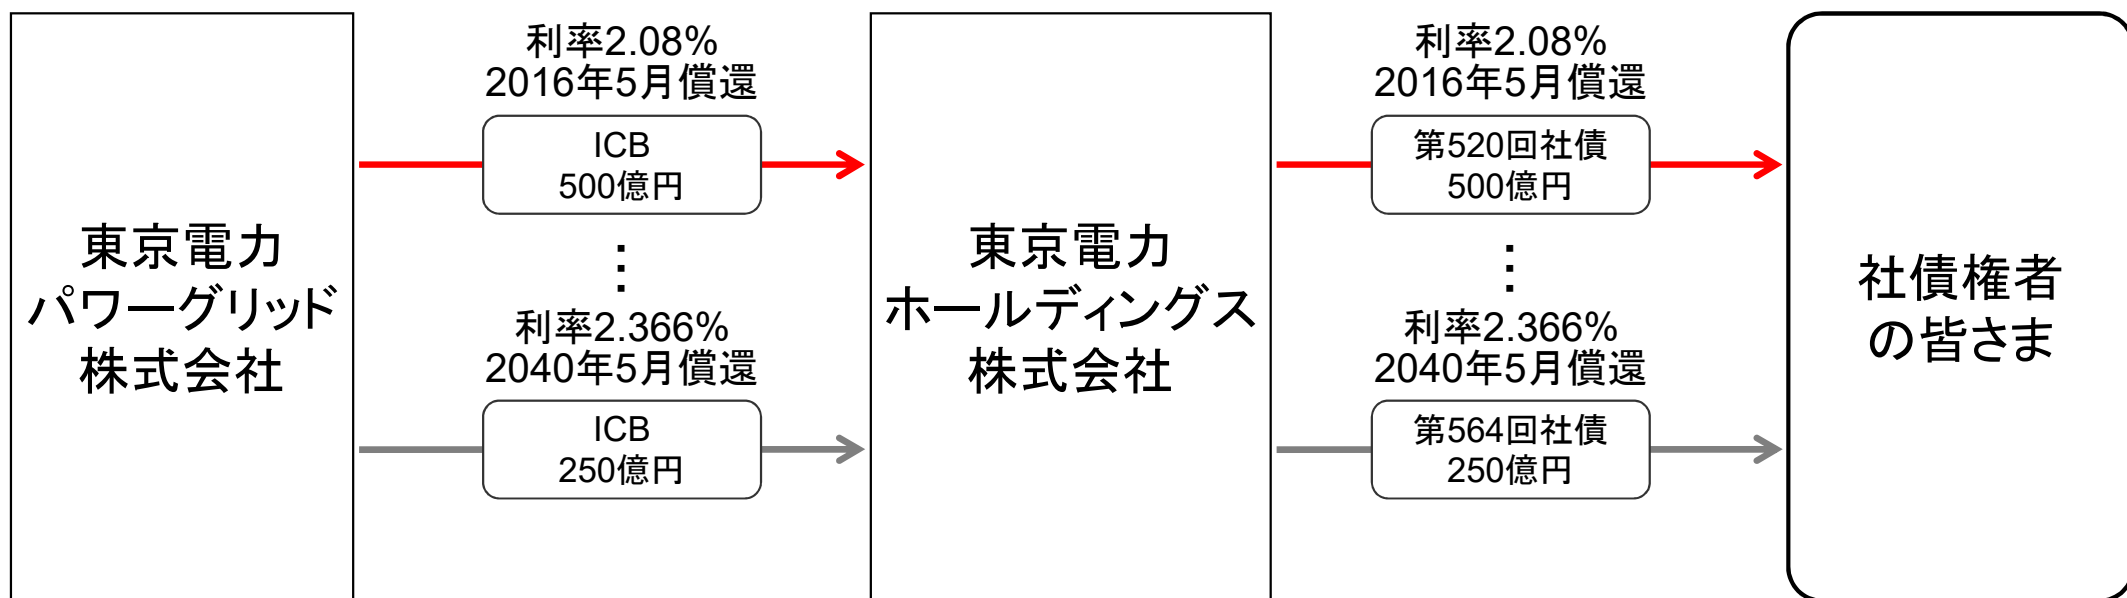 東京電力
パワーグリッド
株式会社
利率2.08%
2016年5月償還
ICB
500億円
⋮
利率2.366%
2040年5月償還
ICB
250億円
東京電力
ホールディングス
株式会社
利率2.08%
2016年5月償還
第520回社債
500億円
⋮
利率2.366%
2040年5月償還
第564回社債
250億円
社債権者
の皆さま